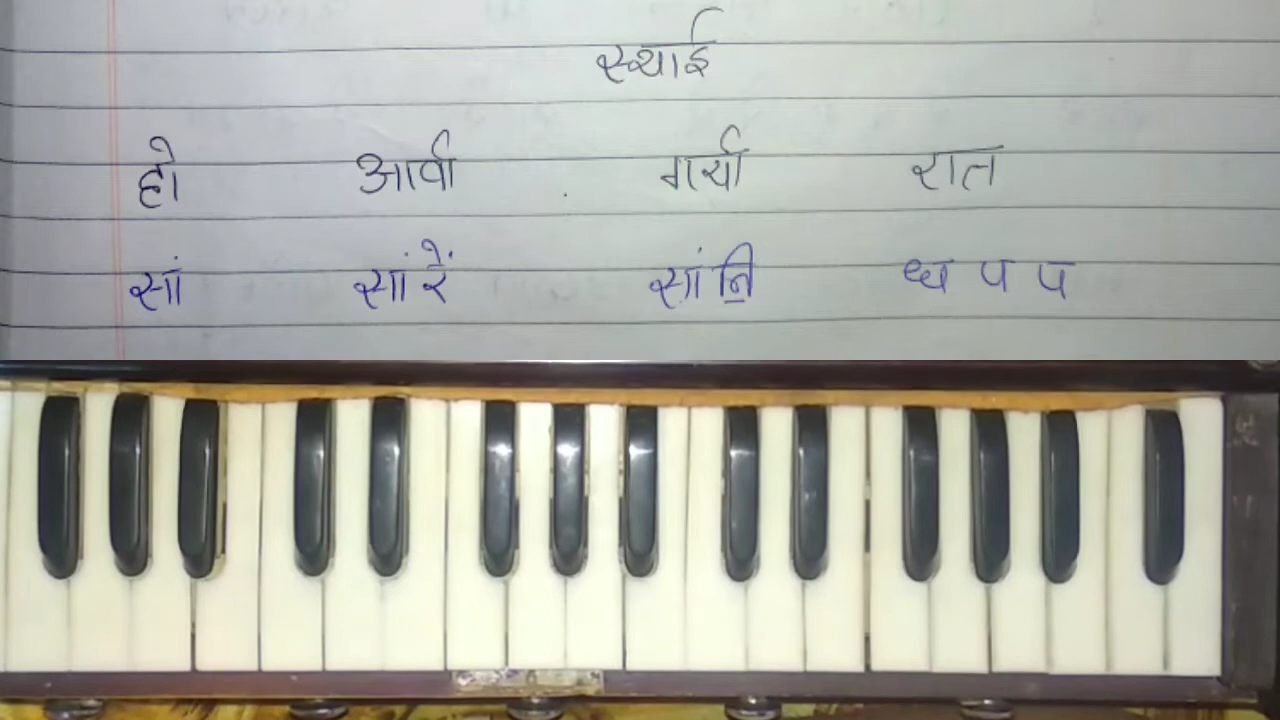 स्थाई
हो आवी गयी रात
सां सां रें सां नि॒ ध प प